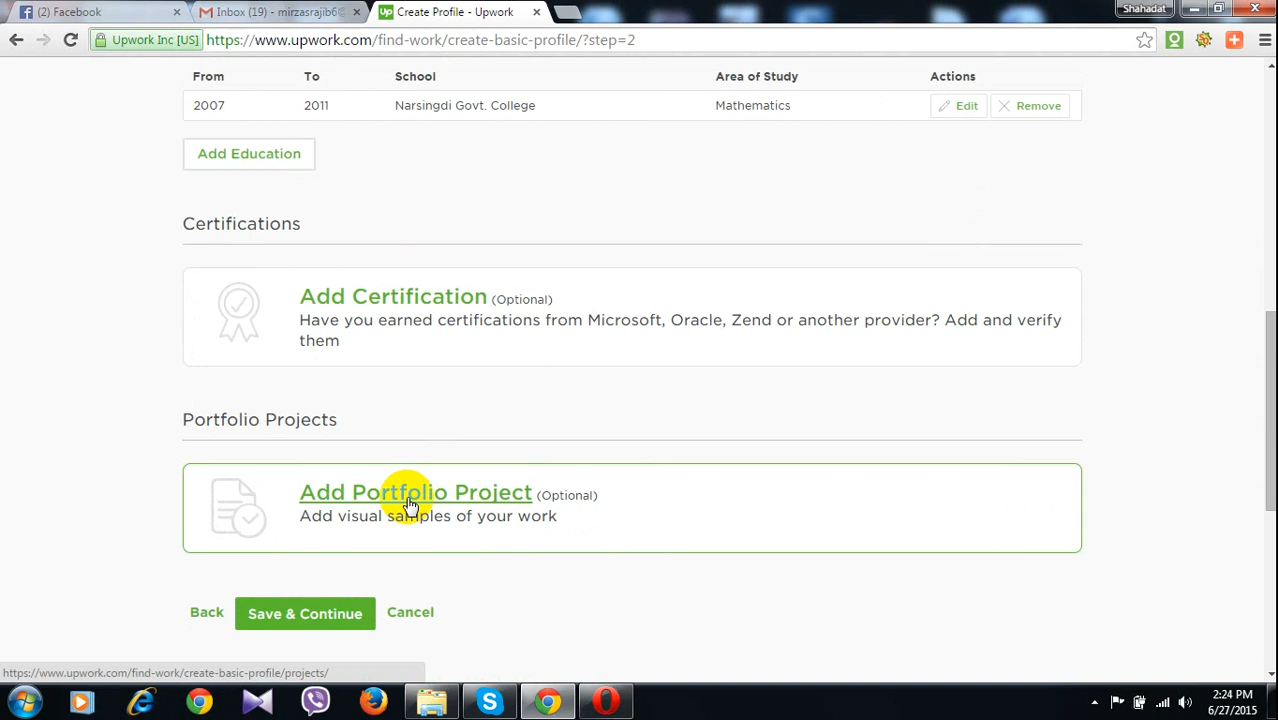 (2) Facebook
Inbox (19) - mirzasrajib6@
Create Profile - Upwork
Shahadat
Upwork Inc [US]
https://www.upwork.com/find-work/create-basic-profile/?step=2
From To School Area of Study Actions
2007 2011 Narsingdi Govt. College Mathematics Edit Remove
Add Education
Certifications
Add Certification (Optional)
Have you earned certifications from Microsoft, Oracle, Zend or another provider? Add and verify
them
Portfolio Projects
Add Portfolio Project (Optional)
Add visual samples of your work
Back Save & Continue Cancel
https://www.upwork.com/find-work/create-basic-profile/projects/
2:24 PM
6/27/2015